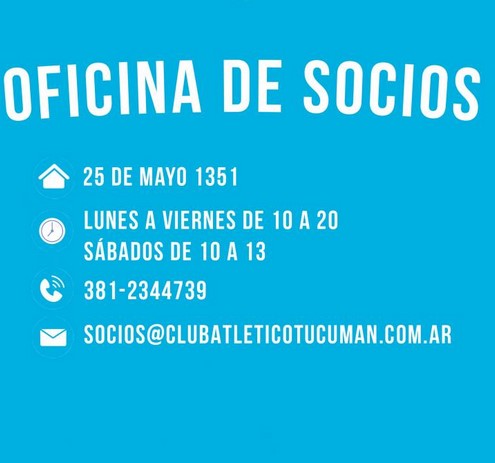 OFICINA DE SOCIOS
25 DE MAYO 1351
LUNES A VIERNES DE 10 A 20
SÁBADOS DE 10 A 13
381-2344739
SOCIOS@CLUBATLETICOTUCUMAN.COM.AR